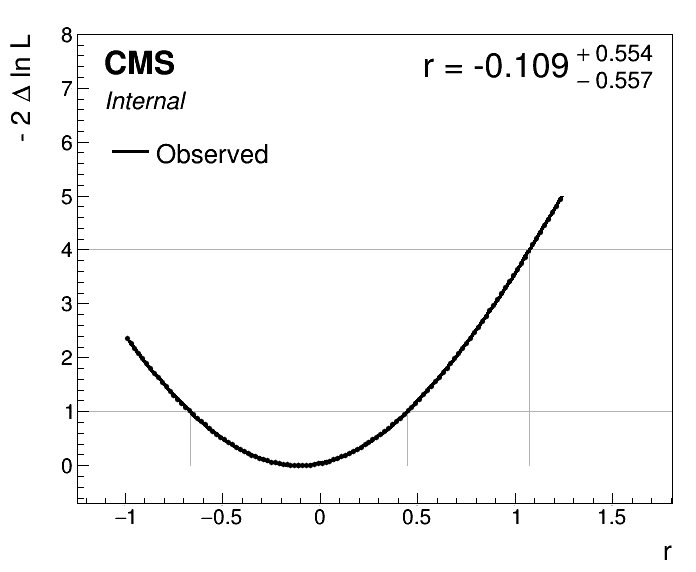 - 2 Δ ln L
8
7
6
5
4
3
2
1
0
CMS
Internal
r = -0.109 + 0.554 − 0.557
Observed
−1 −0.5 0 0.5 1 1.5
r